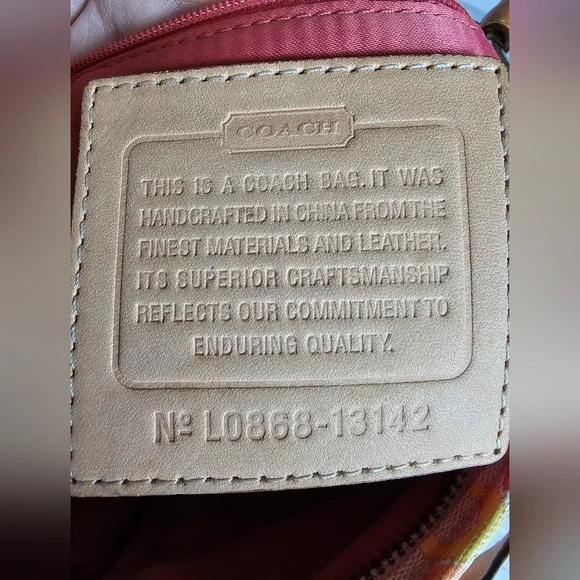 COACH
THIS IS A COACH BAG. IT WAS
HANDCRAFTED IN CHINA FROM THE
FINEST MATERIALS AND LEATHER.
ITS SUPERIOR CRAFTSMANSHIP
REFLECTS OUR COMMITMENT TO
ENDURING QUALITY.
Nº L0868-13142